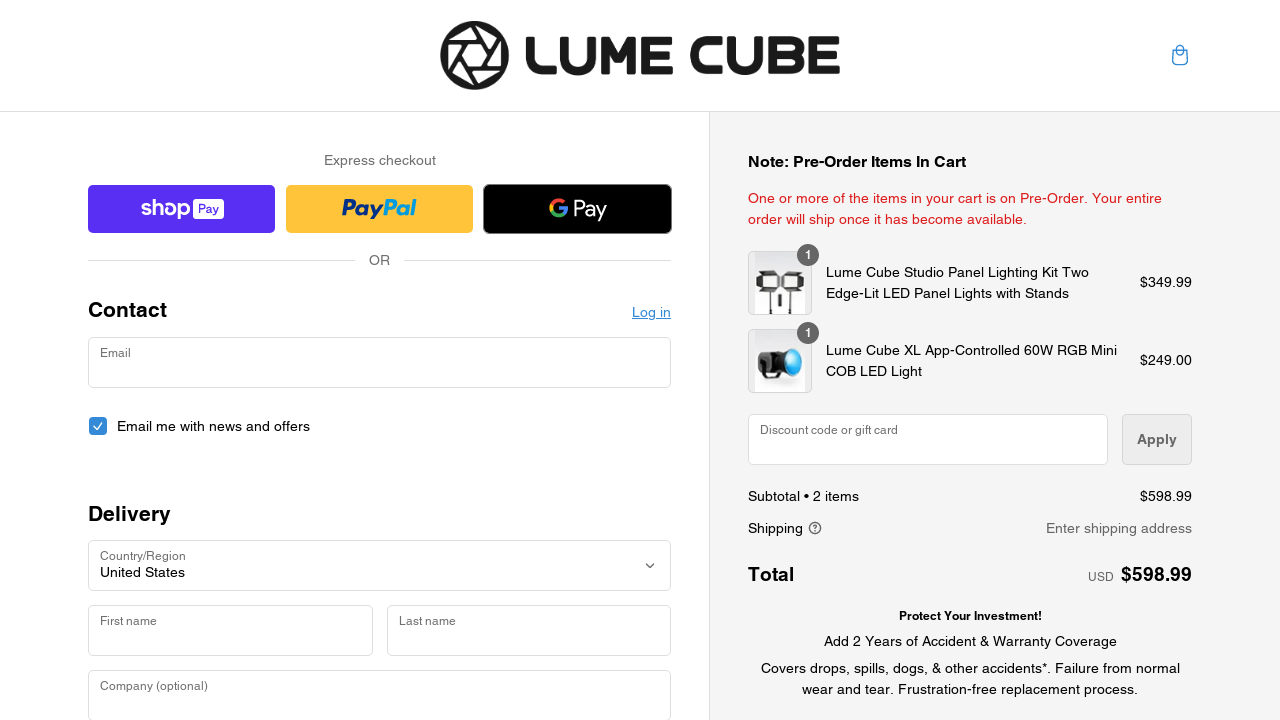 LUME CUBE
Express checkout
shop Pay
PayPal
G Pay
OR
Contact
Log in
Email
Email me with news and offers
Delivery
Country/Region
United States
First name
Last name
Company (optional)
Note: Pre-Order Items In Cart
One or more of the items in your cart is on Pre-Order. Your entire
order will ship once it has become available.
1
Lume Cube Studio Panel Lighting Kit Two
Edge-Lit LED Panel Lights with Stands
$349.99
1
Lume Cube XL App-Controlled 60W RGB Mini
COB LED Light
$249.00
Discount code or gift card
Apply
Subtotal • 2 items
$598.99
Shipping
Enter shipping address
Total
USD $598.99
Protect Your Investment!
Add 2 Years of Accident & Warranty Coverage
Covers drops, spills, dogs, & other accidents*. Failure from normal
wear and tear. Frustration-free replacement process.